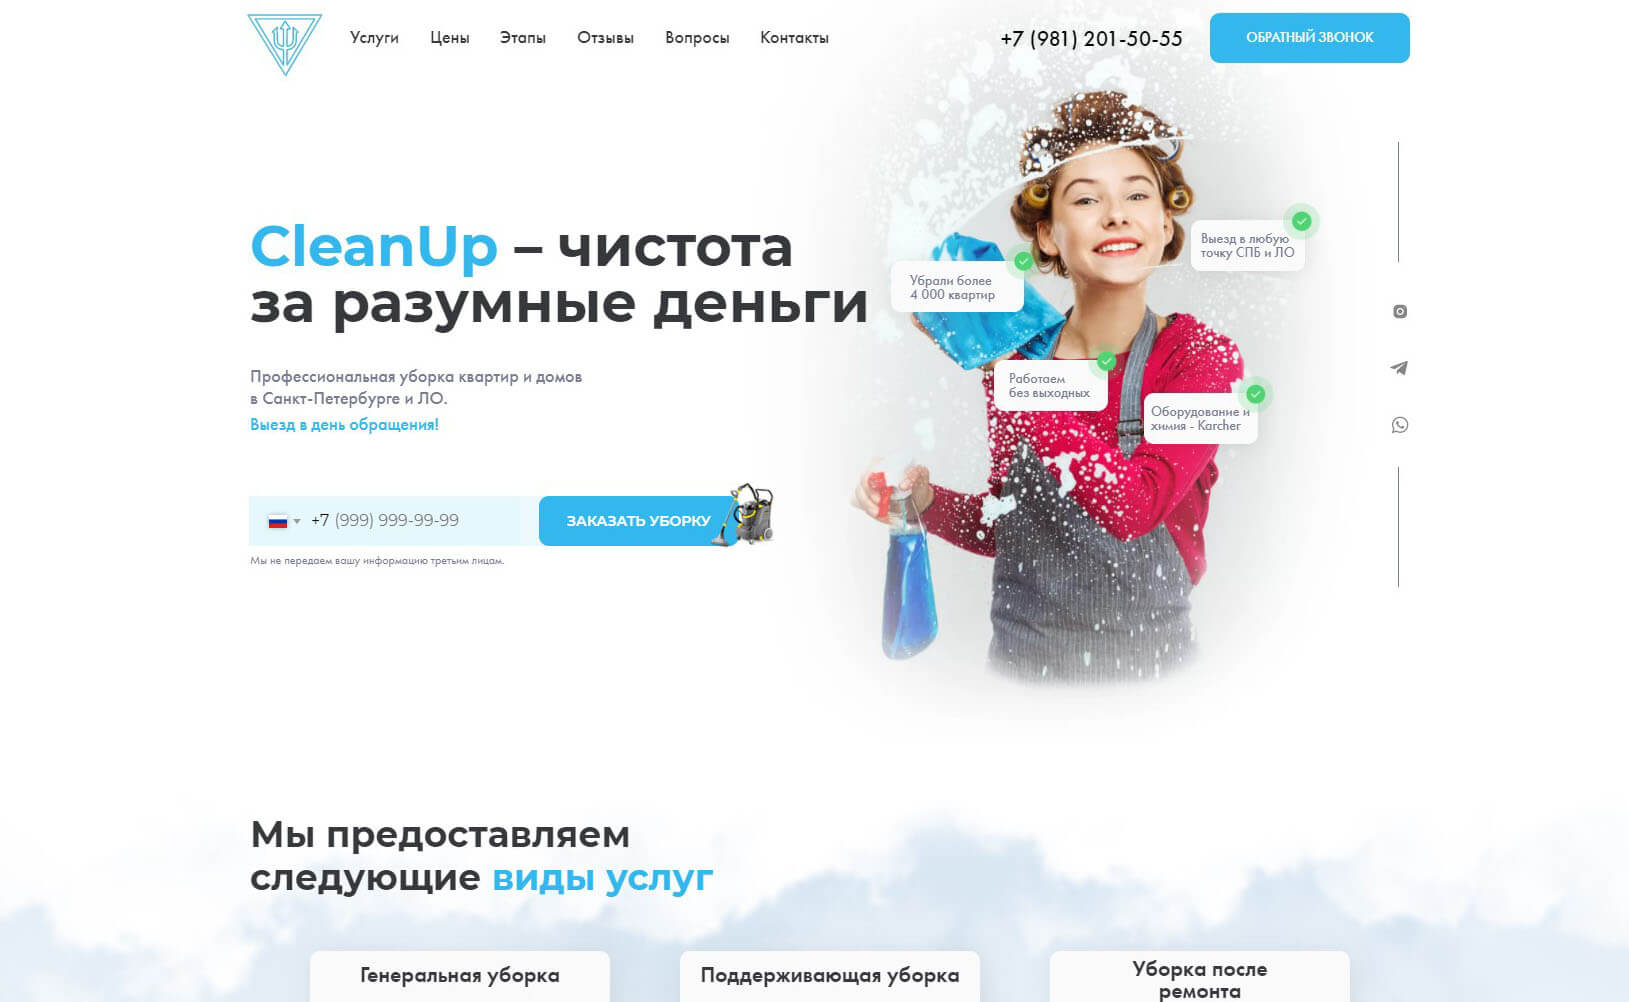 Услуги
Цены
Этапы
Отзывы
Вопросы
Контакты
+7 (981) 201-50-55
ОБРАТНЫЙ ЗВОНОК
CleanUp – чистота
за разумные деньги
Профессиональная уборка квартир и домов
в Санкт-Петербурге и ЛО.
Выезд в день обращения!
+7 (999) 999-99-99
ЗАКАЗАТЬ УБОРКУ
Мы не передаем вашу информацию третьим лицам.
Выезд в любую
точку СПБ и ЛО
Убрали более
4 000 квартир
Работаем
без выходных
Оборудование и
химия - Karcher
Мы предоставляем
следующие виды услуг
Генеральная уборка
Поддерживающая уборка
Уборка после
ремонта